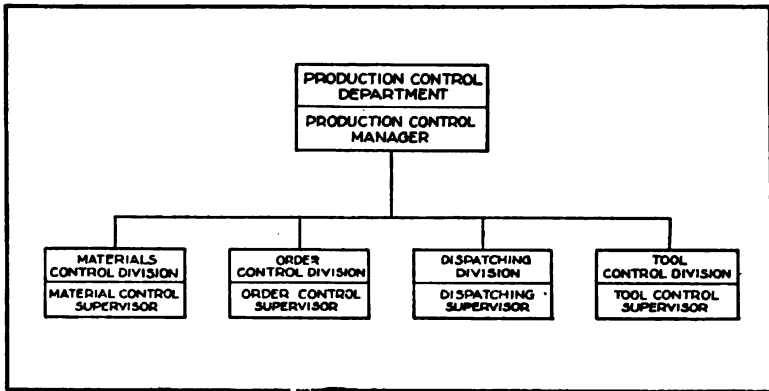 PRODUCTION CONTROL
DEPARTMENT
PRODUCTION CONTROL
MANAGER
MATERIALS
CONTROL DIVISION
MATERIAL CONTROL
SUPERVISOR
ORDER
CONTROL DIVISION
ORDER CONTROL
SUPERVISOR
DISPATCHING
DIVISION
DISPATCHING
SUPERVISOR
TOOL
CONTROL DIVISION
TOOL CONTROL
SUPERVISOR